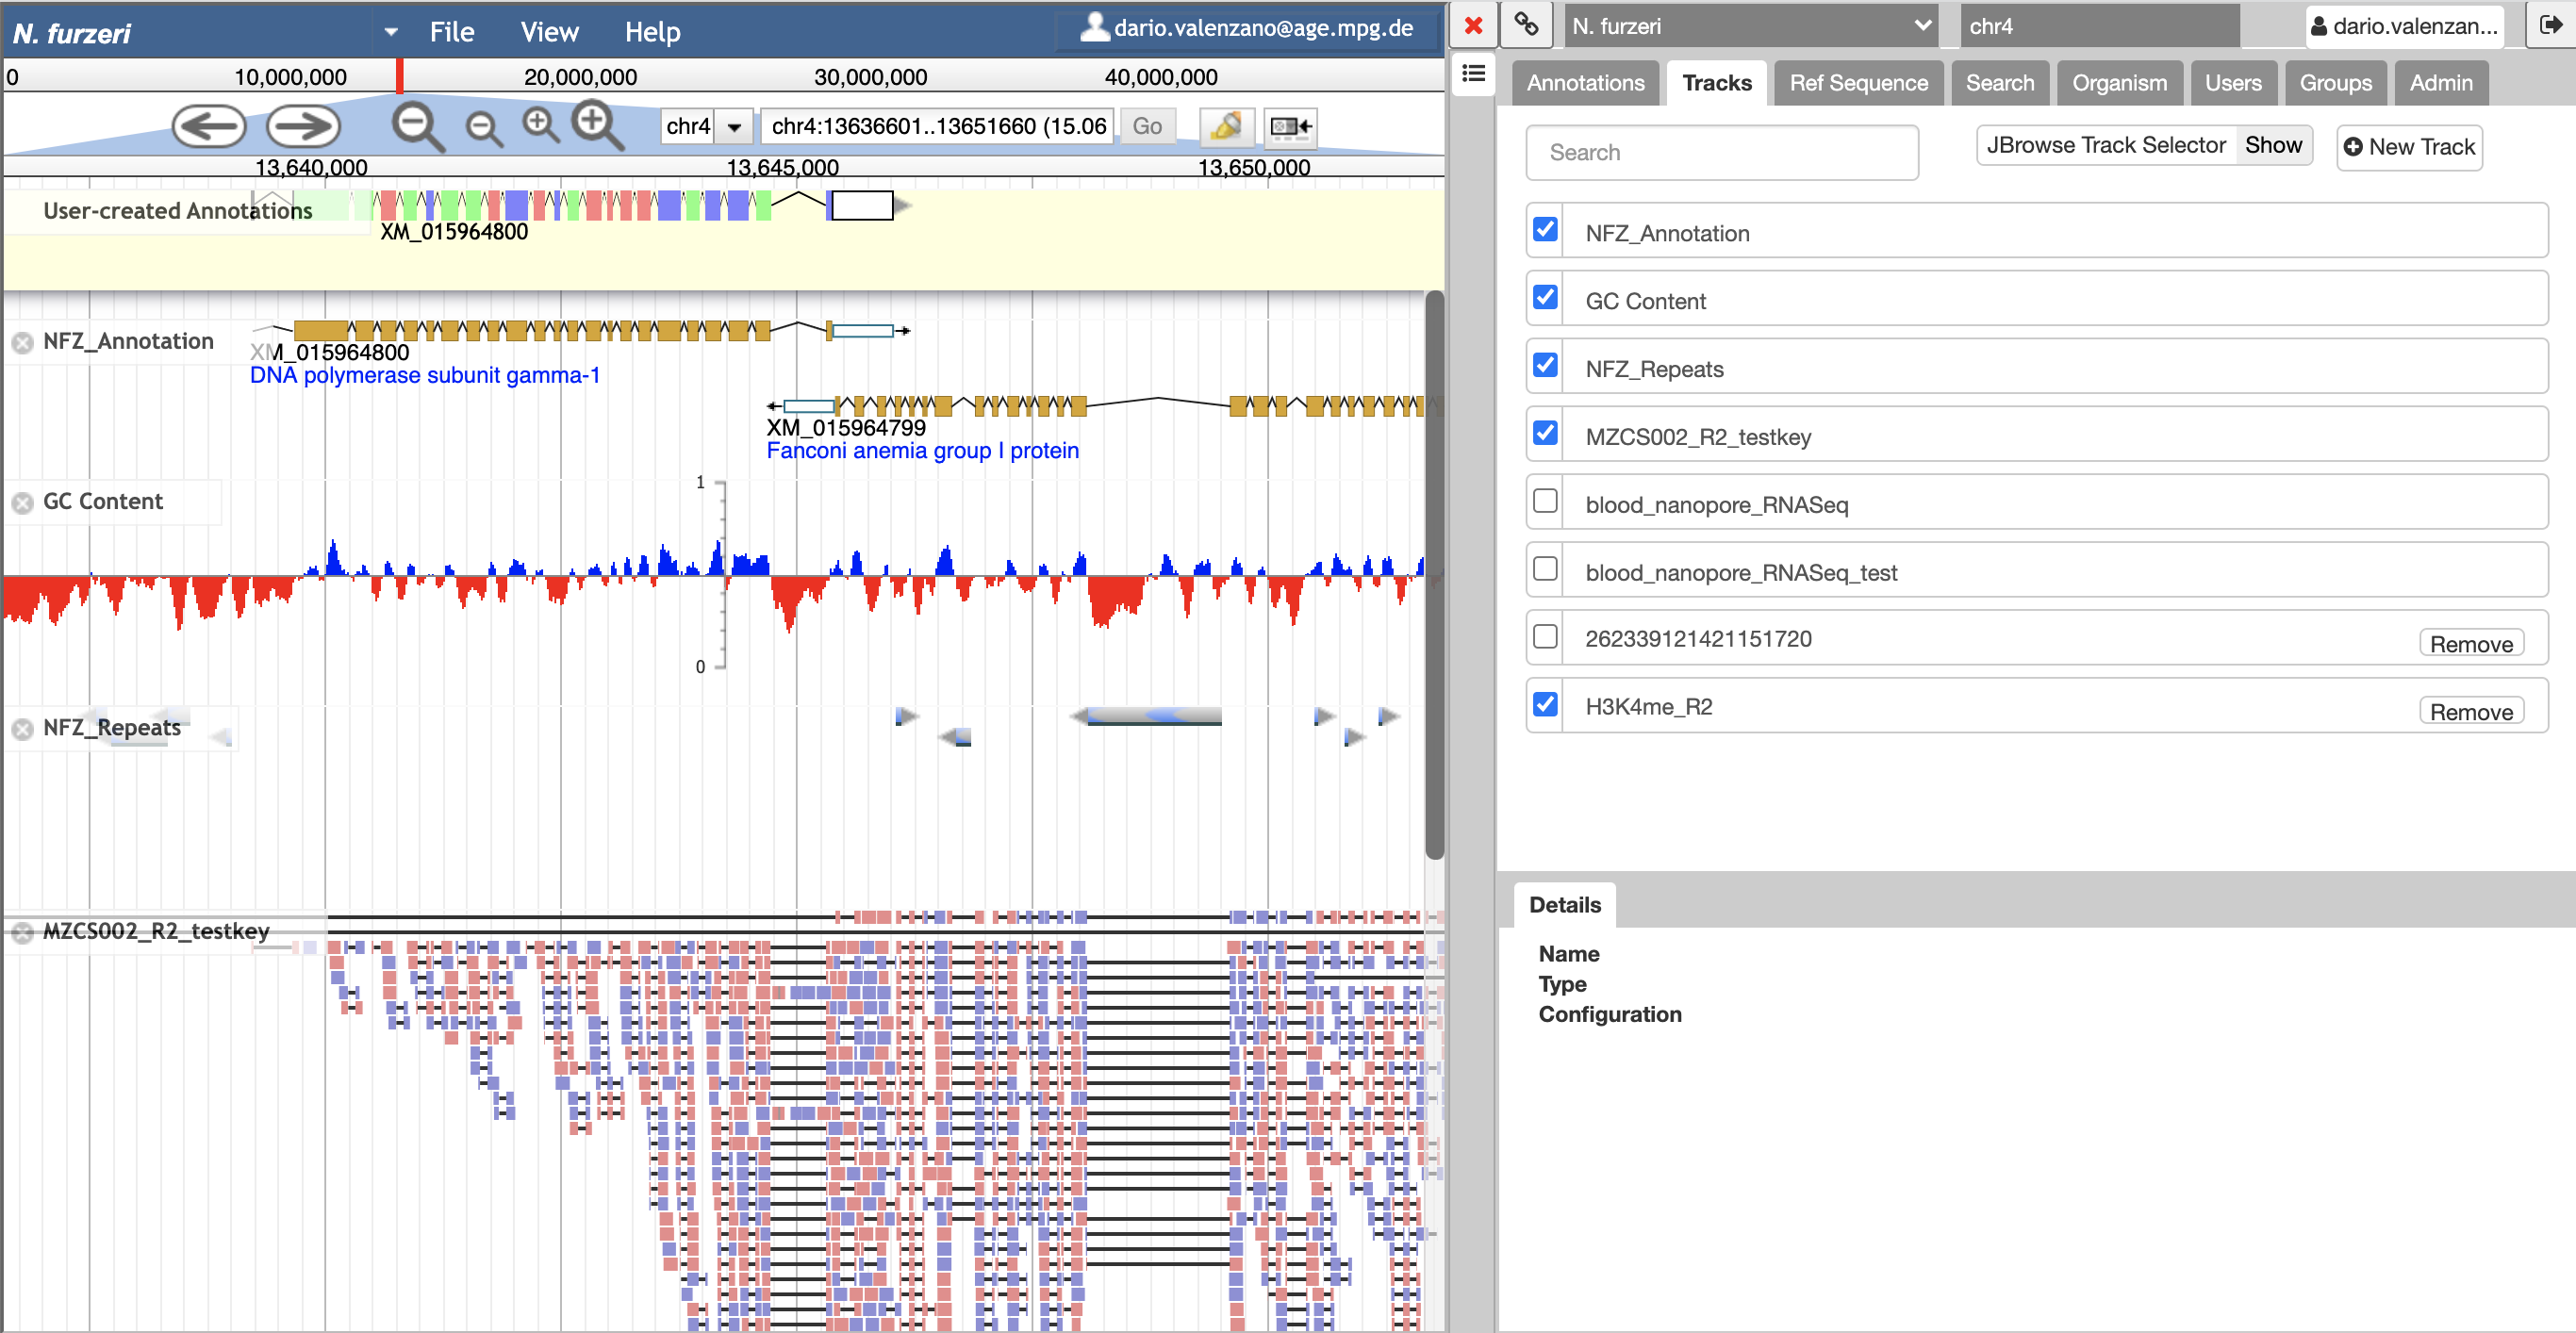 N. furzeri
File
View
Help
dario.valenzano@age.mpg.de
0
10,000,000
20,000,000
30,000,000
40,000,000
chr4
chr4:13636601..13651660 (15.06
Go
13,640,000
13,645,000
13,650,000
User-created Annotations
XM_015964800
NFZ_Annotation
XM_015964800
DNA polymerase subunit gamma-1
XM_015964799
Fanconi anemia group I protein
GC Content
1
0
NFZ_Repeats
MZCS002_R2_testkey
N. furzeri
chr4
dario.valenzan...
Annotations
Tracks
Ref Sequence
Search
Organism
Users
Groups
Admin
Search
JBrowse Track Selector
Show
New Track
NFZ_Annotation
GC Content
NFZ_Repeats
MZCS002_R2_testkey
blood_nanopore_RNASeq
blood_nanopore_RNASeq_test
262339121421151720
Remove
H3K4me_R2
Remove
Details
Name
Type
Configuration